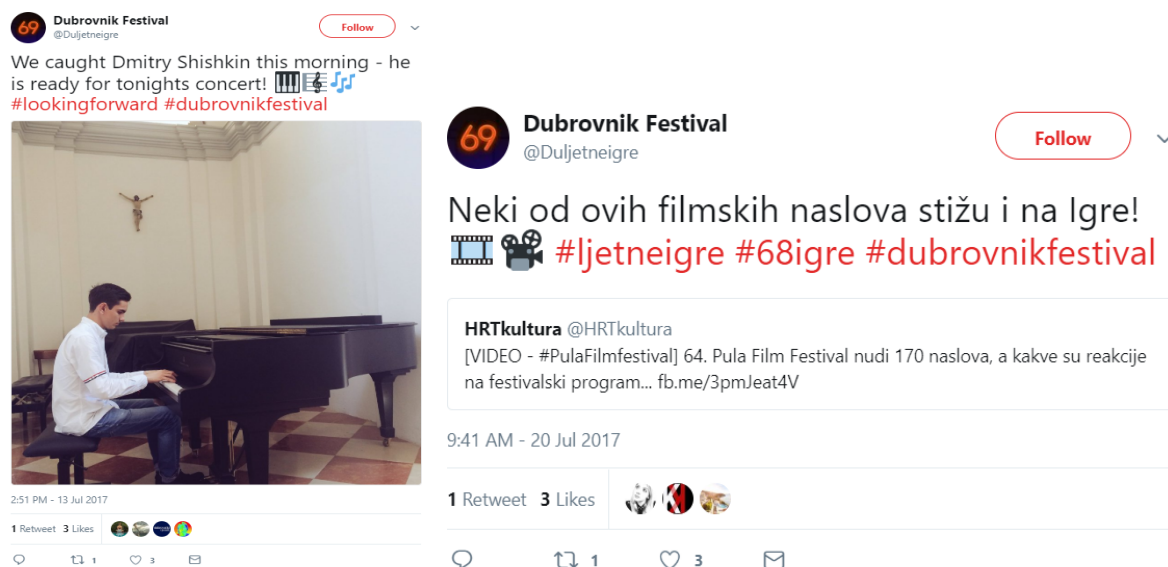 69
Dubrovnik Festival
@Duljetneigre
Follow
We caught Dmitry Shishkin this morning - he
is ready for tonights concert!
#lookingforward #dubrovnikfestival
2:51 PM - 13 Jul 2017
1 Retweet 3 Likes
1 3
69
Dubrovnik Festival
@Duljetneigre
Follow
Neki od ovih filmskih naslova stižu i na Igre!
#ljetneigre #68igre #dubrovnikfestival
HRTkultura @HRTkultura
[VIDEO - #PulaFilmfestival] 64. Pula Film Festival nudi 170 naslova, a kakve su reakcije
na festivalski program... fb.me/3pmJeat4V
9:41 AM - 20 Jul 2017
1 Retweet 3 Likes
1 3